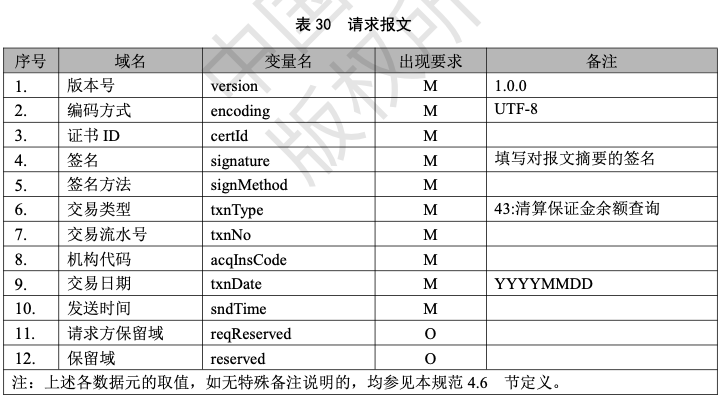 表 30 请求报文
序号 域名 变量名 出现要求 备注
1. 版本号 version M 1.0.0
2. 编码方式 encoding M UTF-8
3. 证书 ID certId M
4. 签名 signature M 填写对报文摘要的签名
5. 签名方法 signMethod M
6. 交易类型 txnType M 43:清算保证金余额查询
7. 交易流水号 txnNo M
8. 机构代码 acqInsCode M
9. 交易日期 txnDate M YYYYMMDD
10. 发送时间 sndTime M
11. 请求方保留域 reqReserved O
12. 保留域 reserved O
注：上述各数据元的取值，如无特殊备注说明的，均参见本规范 4.6 节定义。
中国
版权所